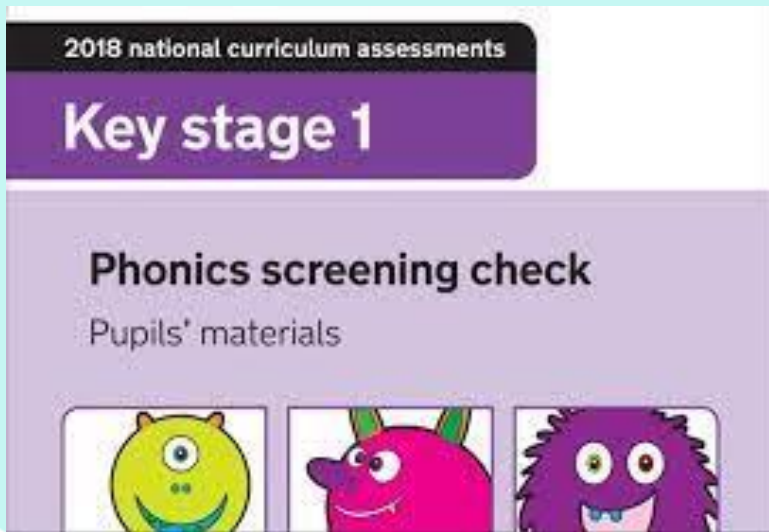 2018 national curriculum assessments
Key stage 1
Phonics screening check
Pupils' materials